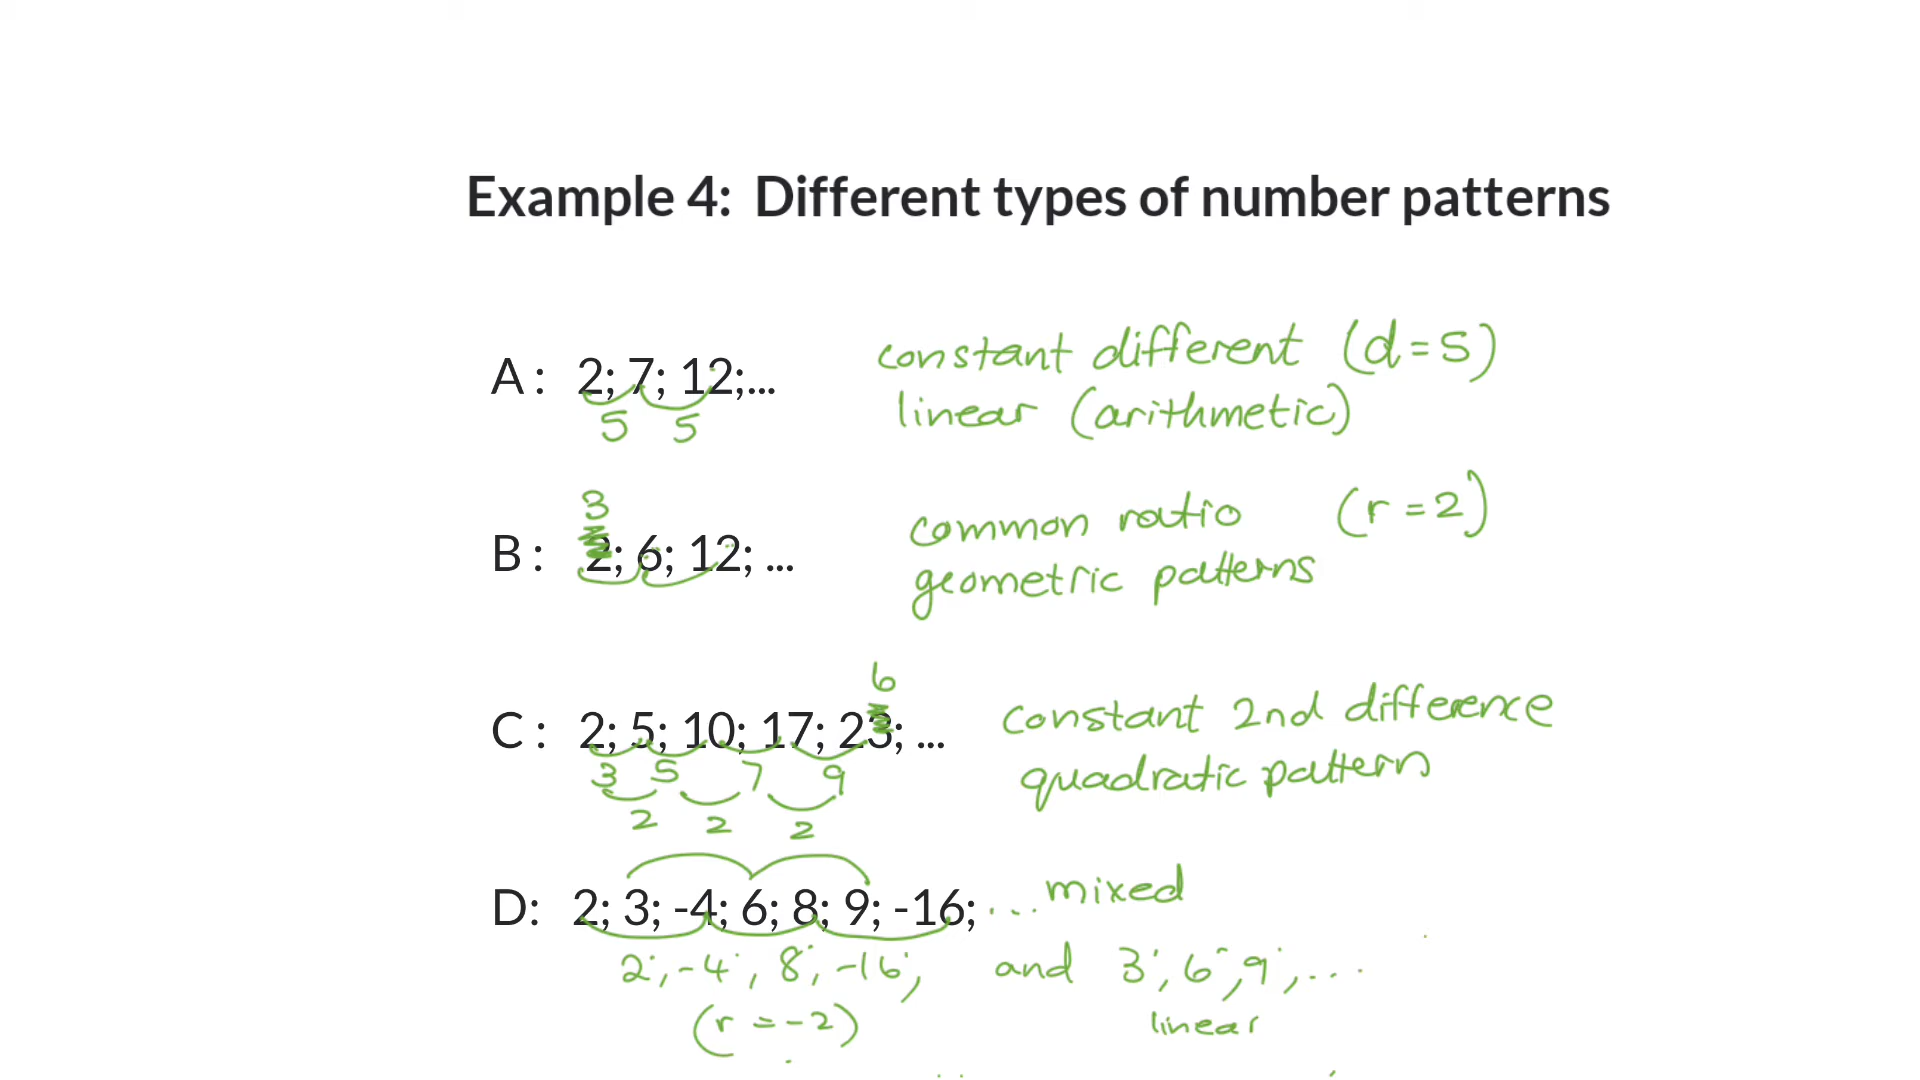 Example 4: Different types of number patterns
A : 2; 7; 12;... constant different (d = 5)
5 5 linear (arithmetic)
3
B : 2; 6; 12; ... common ratio (r = 2)
geometric patterns
6
C : 2; 5; 10; 17; 23; ... constant 2nd difference
3 5 7 9 quadratic pattern
2 2 2
D: 2; 3; -4; 6; 8; 9; -16; ... mixed
2; -4; 8; -16; and 3; 6; 9; ...
(r = -2) linear